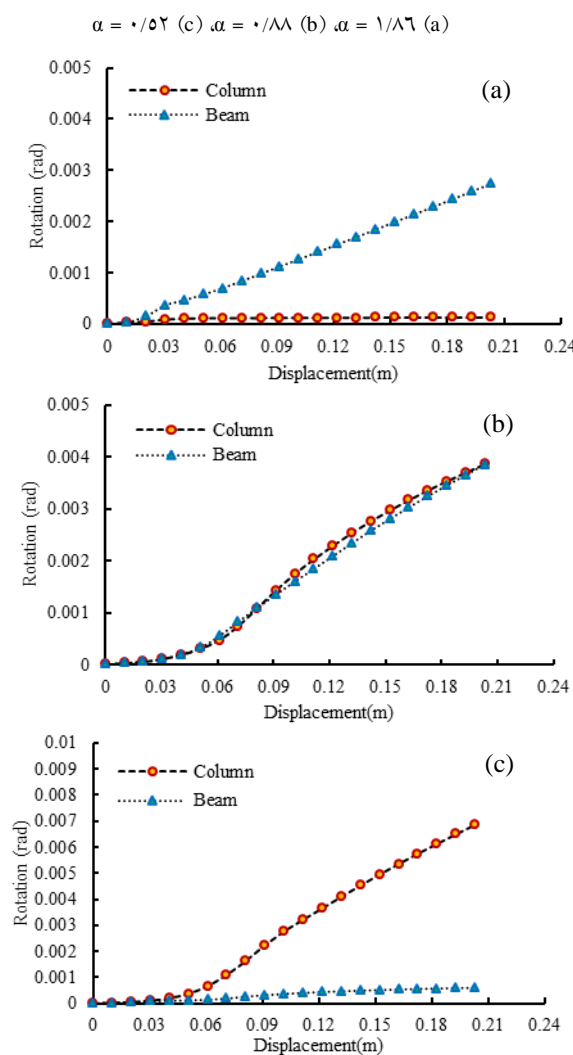 α = ۰/۵۲ (c) ،α = ۰/۸۸ (b) ،α = ۱/۸۶ (a)
(a)
Column
Beam
0.005
0.004
0.003
0.002
0.001
0
Rotation (rad)
0 0.03 0.06 0.09 0.12 0.15 0.18 0.21 0.24
Displacement(m)
(b)
Column
Beam
0.005
0.004
0.003
0.002
0.001
0
Rotation (rad)
0 0.03 0.06 0.09 0.12 0.15 0.18 0.21 0.24
Displacement(m)
(c)
Column
Beam
0.01
0.009
0.008
0.007
0.006
0.005
0.004
0.003
0.002
0.001
0
Rotation (rad)
0 0.03 0.06 0.09 0.12 0.15 0.18 0.21 0.24
Displacement(m)